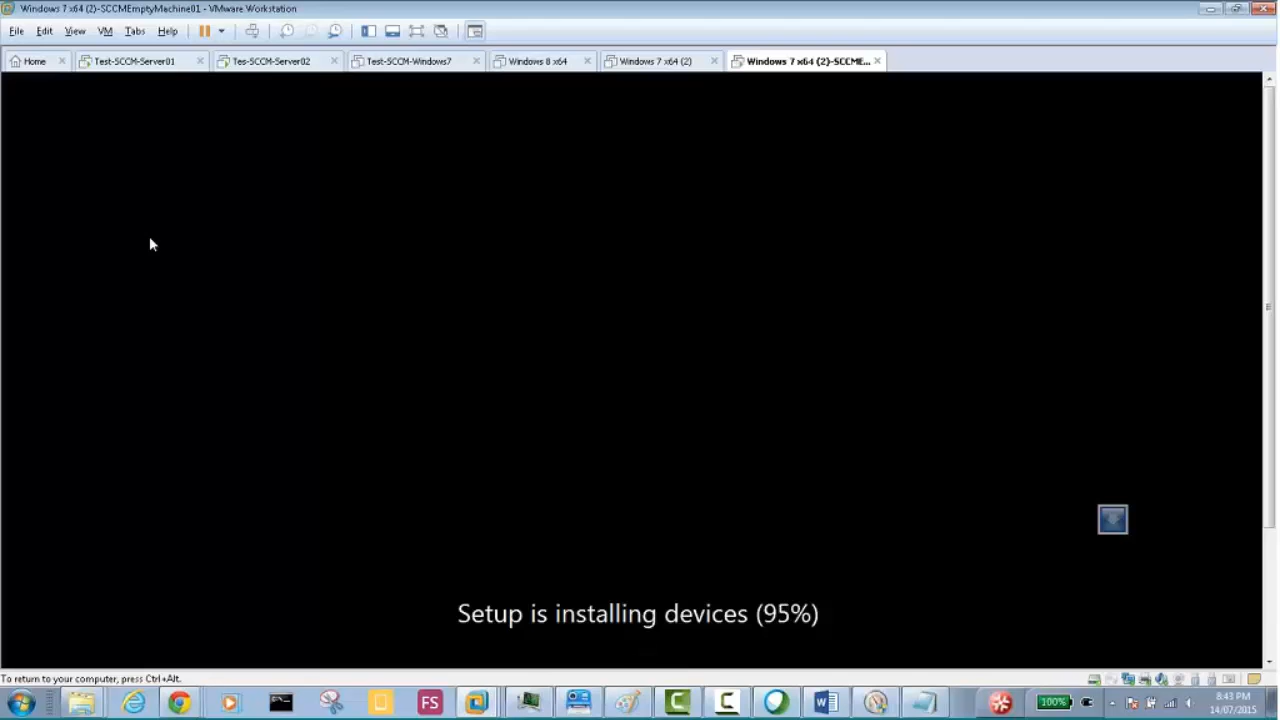 Windows 7 x64 (2)-SCCMEmptyMachine01 - VMware Workstation
File Edit View VM Tabs Help
Home Test-SCCM-Server01 Tes-SCCM-Server02 Test-SCCM-Windows7 Windows 8 x64 Windows 7 x64 (2) Windows 7 x64 (2)-SCCME...
Setup is installing devices (95%)
To return to your computer, press Ctrl+Alt.
FS C C W 100% 8:43 PM
14/07/2015